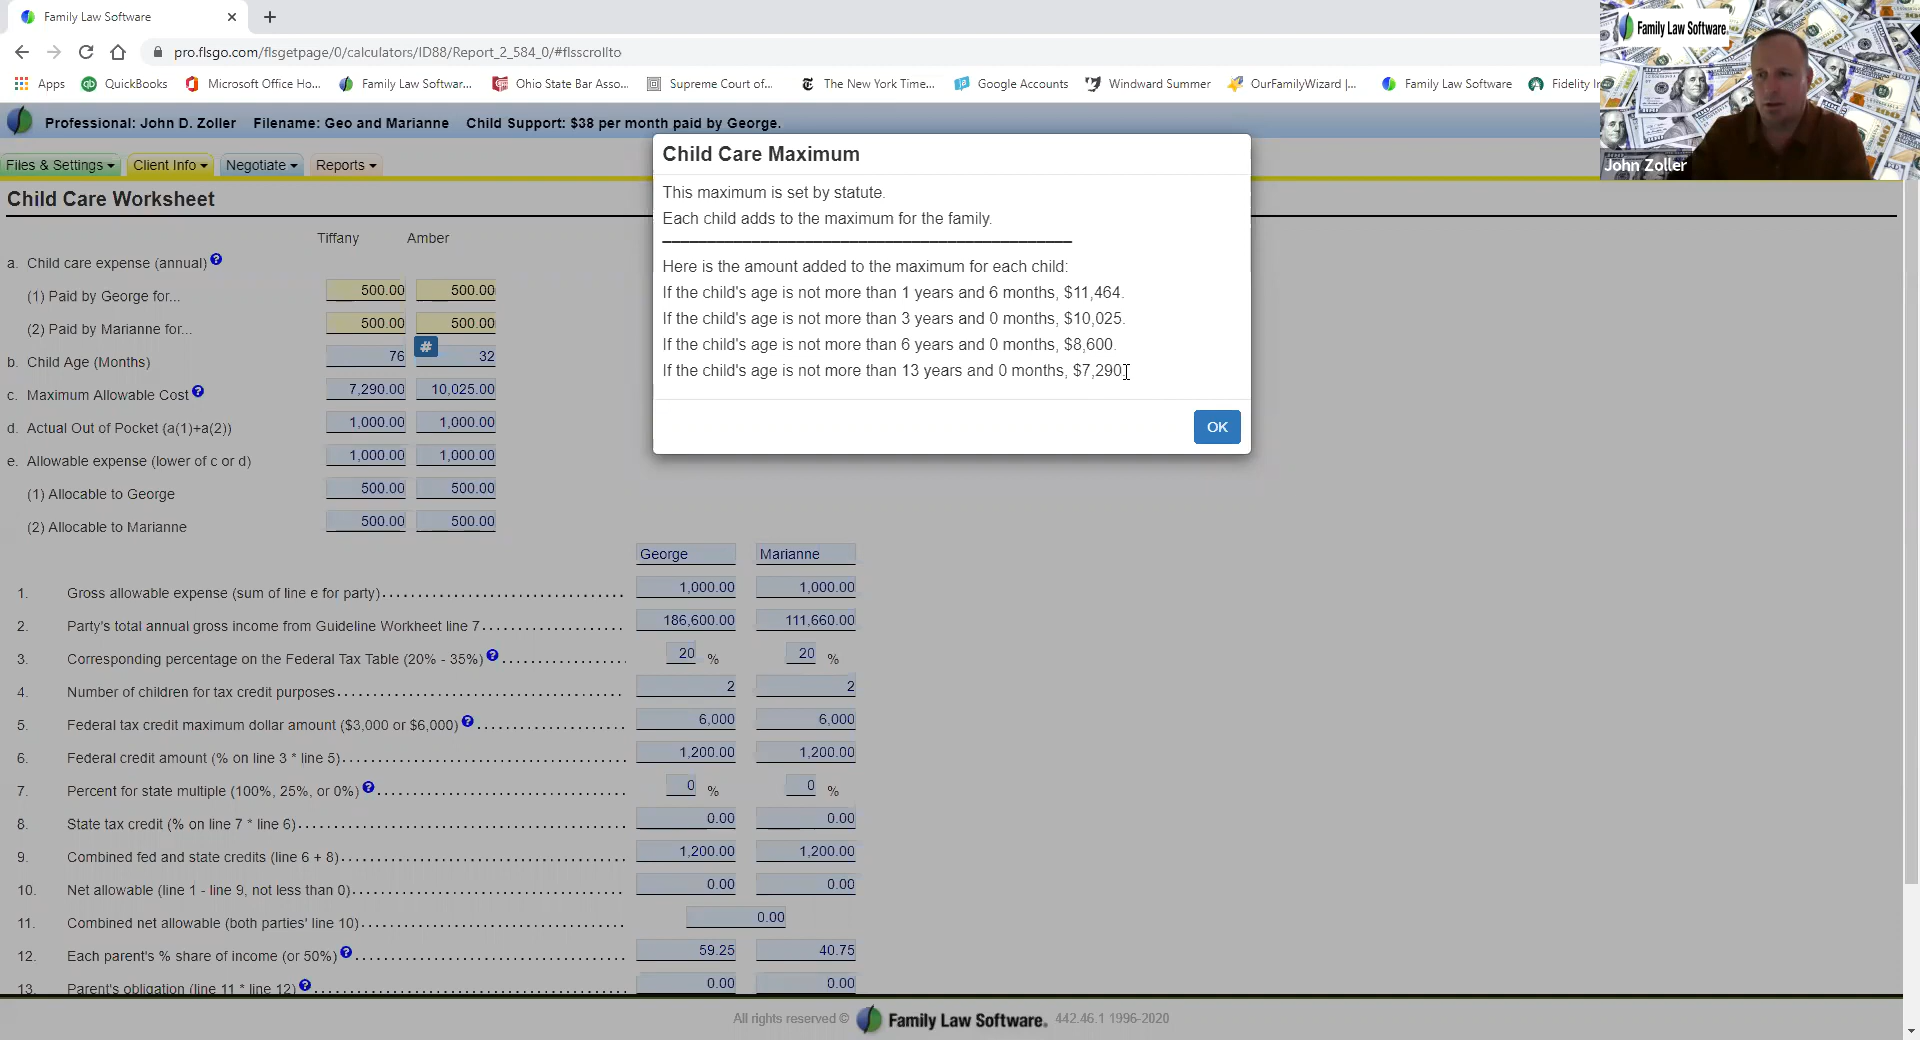 Family Law Software
pro.flsgo.com/flsgetpage/0/calculators/ID88/Report_2_584_0/#flsscrollto
Apps QuickBooks Microsoft Office Ho... Family Law Softwar... Ohio State Bar Asso... Supreme Court of... The New York Time... Google Accounts Windward Summer OurFamilyWizard |... Family Law Software Fidelity
Family Law Software.
John Zoller
Professional: John D. Zoller Filename: Geo and Marianne Child Support: $38 per month paid by George.
Files & Settings Client Info Negotiate Reports
Child Care Worksheet
Child Care Maximum
This maximum is set by statute.
Each child adds to the maximum for the family.
Here is the amount added to the maximum for each child:
If the child's age is not more than 1 years and 6 months, $11,464.
If the child's age is not more than 3 years and 0 months, $10,025.
If the child's age is not more than 6 years and 0 months, $8,600.
If the child's age is not more than 13 years and 0 months, $7,290.
OK
Tiffany Amber
a. Child care expense (annual) ?
(1) Paid by George for... 500.00 500.00
(2) Paid by Marianne for... 500.00 500.00
b. Child Age (Months) 76 # 32
c. Maximum Allowable Cost ? 7,290.00 10,025.00
d. Actual Out of Pocket (a(1)+a(2)) 1,000.00 1,000.00
e. Allowable expense (lower of c or d) 1,000.00 1,000.00
(1) Allocable to George 500.00 500.00
(2) Allocable to Marianne 500.00 500.00
George Marianne
1. Gross allowable expense (sum of line e for party) 1,000.00 1,000.00
2. Party's total annual gross income from Guideline Workheet line 7 186,600.00 111,660.00
3. Corresponding percentage on the Federal Tax Table (20% - 35%) ? 20 % 20 %
4. Number of children for tax credit purposes 2 2
5. Federal tax credit maximum dollar amount ($3,000 or $6,000) ? 6,000 6,000
6. Federal credit amount (% on line 3 * line 5) 1,200.00 1,200.00
7. Percent for state multiple (100%, 25%, or 0%) ? 0 % 0 %
8. State tax credit (% on line 7 * line 6) 0.00 0.00
9. Combined fed and state credits (line 6 + 8) 1,200.00 1,200.00
10. Net allowable (line 1 - line 9, not less than 0) 0.00 0.00
11. Combined net allowable (both parties' line 10) 0.00
12. Each parent's % share of income (or 50%) ? 59.25 40.75
13. Parent's obligation (line 11 * line 12) ? 0.00 0.00
All rights reserved © Family Law Software. 442.46.1 1996-2020